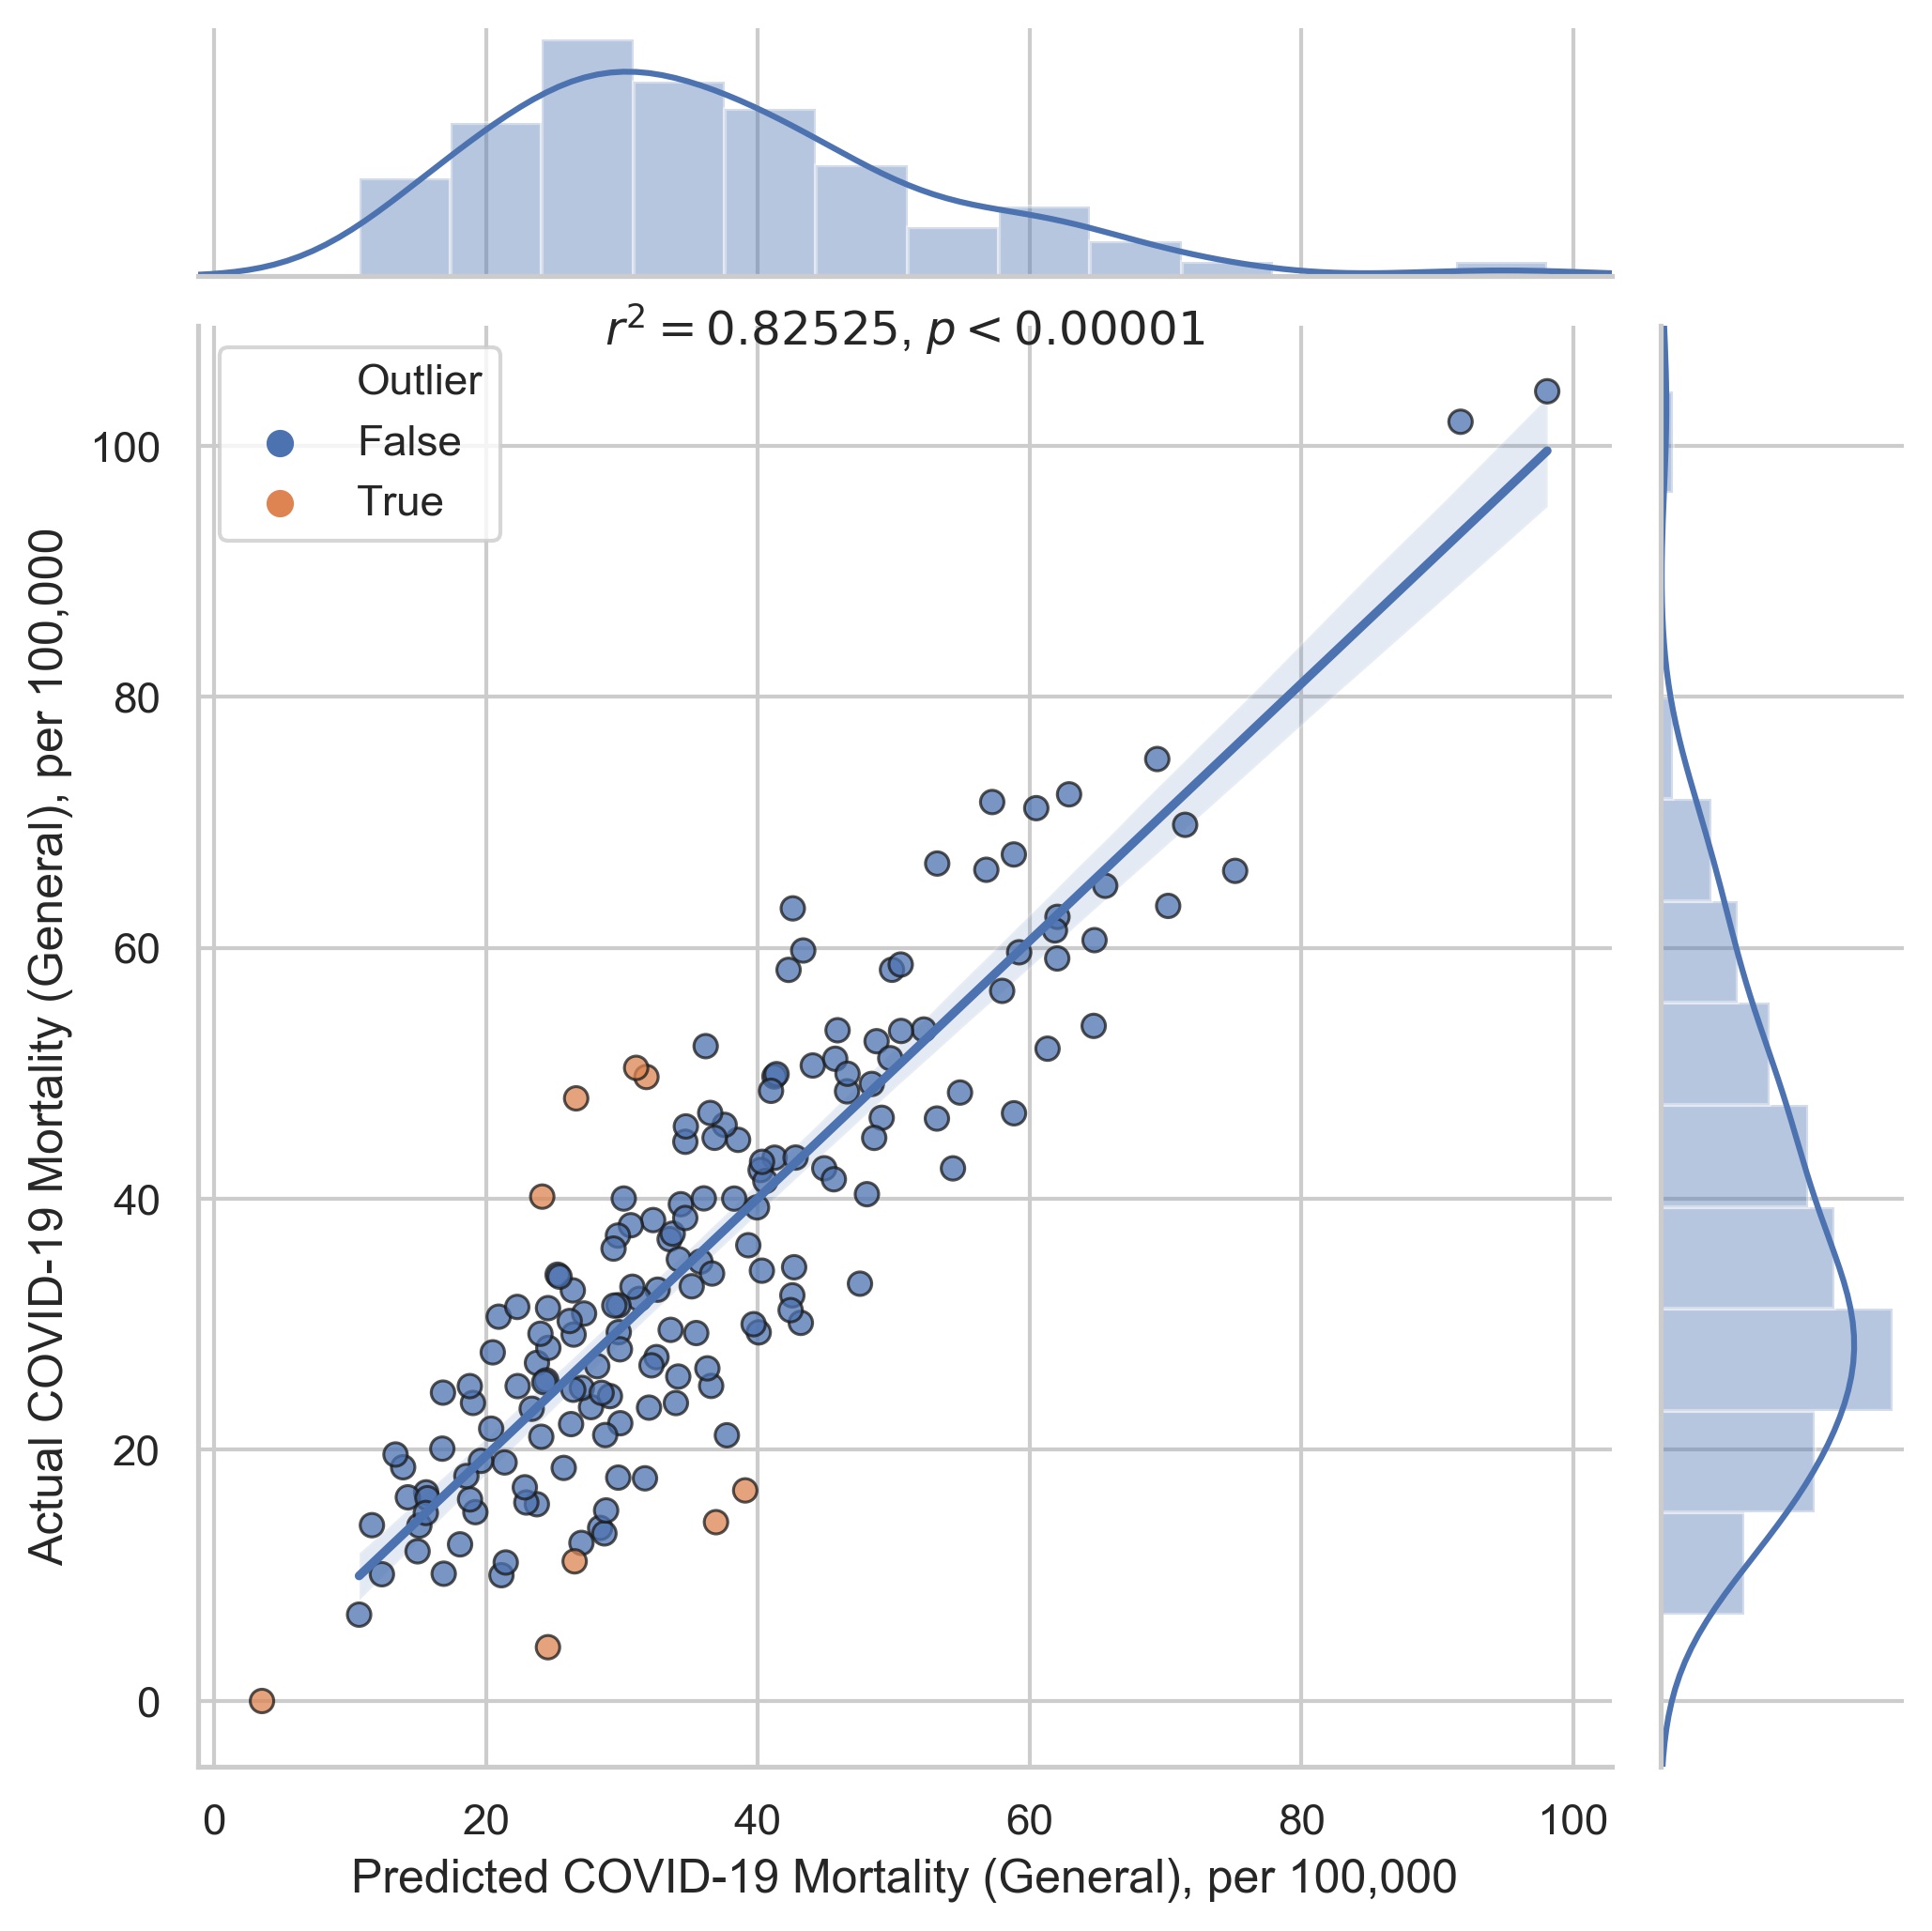 r² = 0.82525, p < 0.00001
Outlier
False
True
Actual COVID-19 Mortality (General), per 100,000
100
80
60
40
20
0
0 20 40 60 80 100
Predicted COVID-19 Mortality (General), per 100,000